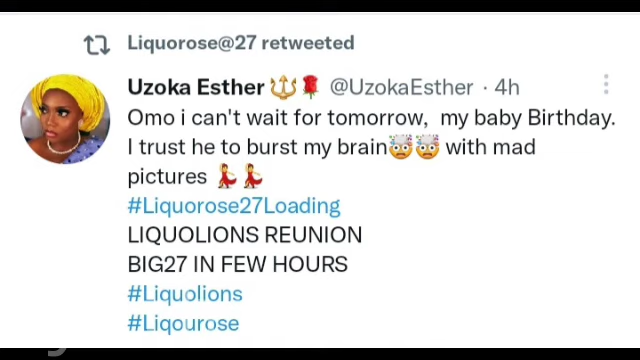 Liquorose@27 retweeted
Uzoka Esther🔱🌹 @UzokaEsther · 4h
Omo i can't wait for tomorrow, my baby Birthday.
I trust he to burst my brain🤯🤯 with mad
pictures 💃💃
#Liquorose27Loading
LIQUOLIONS REUNION
BIG27 IN FEW HOURS
#Liquolions
#Liqourose